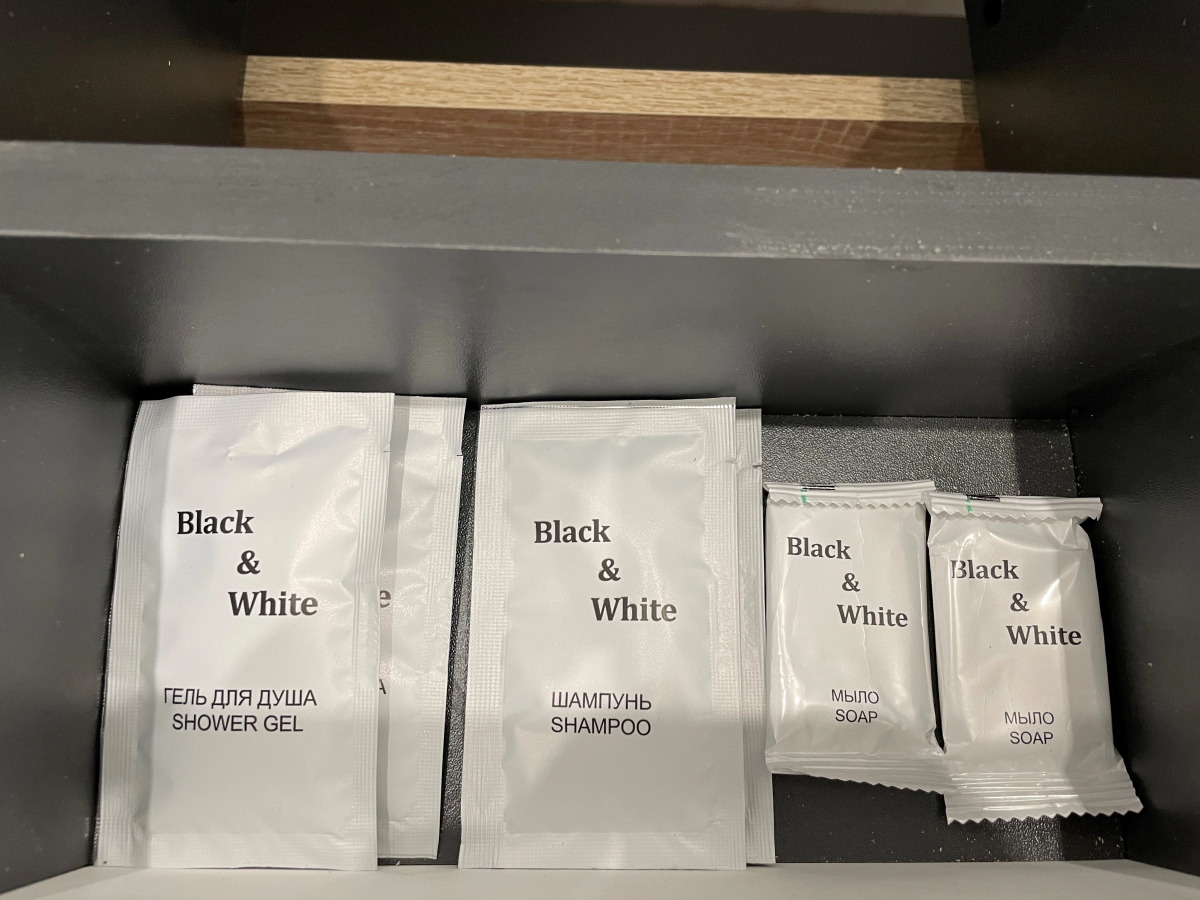 Black
&
White
ГЕЛЬ ДЛЯ ДУША
SHOWER GEL
e
А
Black
&
White
ШАМПУНЬ
SHAMPOO
Black
&
White
МЫЛО
SOAP
Black
&
White
МЫЛО
SOAP